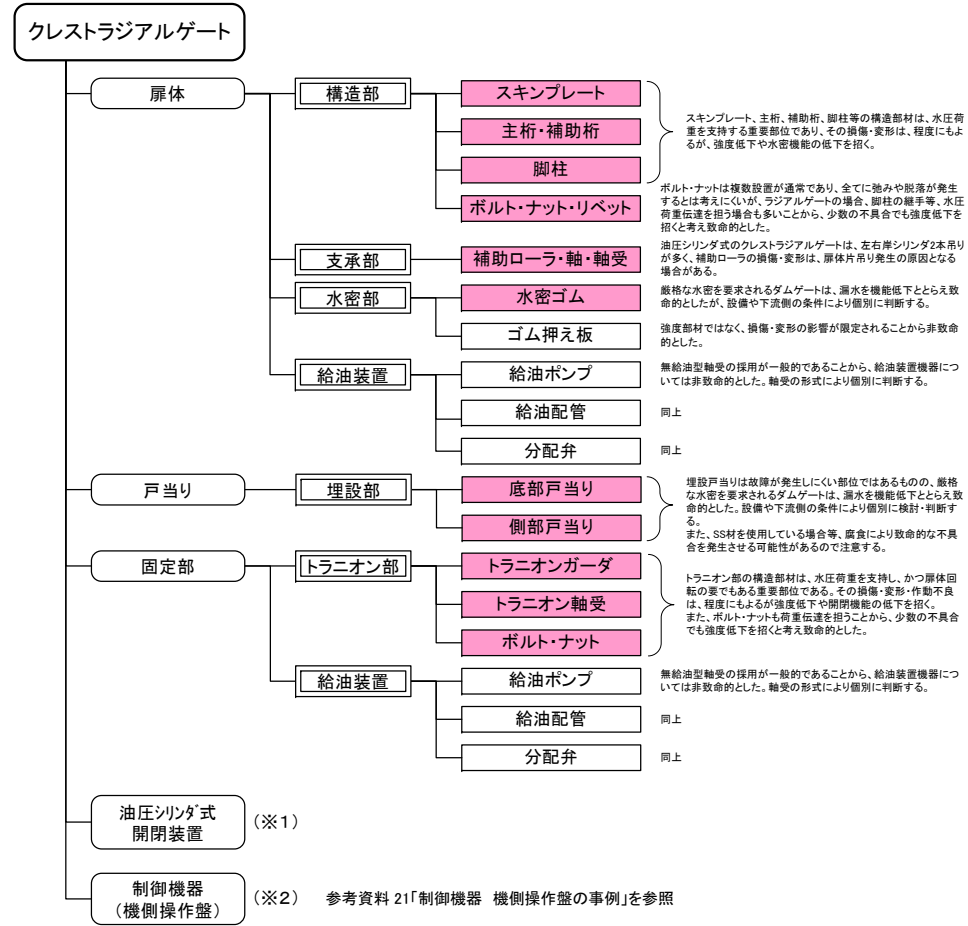 クレストラジアルゲート
扉体
構造部
スキンプレート
主桁・補助桁
脚柱
スキンプレート、主桁、補助桁、脚柱等の構造部材は、水圧荷
重を支持する重要部位であり、その損傷・変形は、程度にもよ
るが、強度低下や水密機能の低下を招く。
ボルト・ナット・リベット
ボルト・ナットは複数設置が通常であり、全てに弛みや脱落が発生
するとは考えにくいが、ラジアルゲートの場合、脚柱の継手等、水圧
荷重伝達を担う場合も多いことから、少数の不具合でも強度低下を
招くと考え致命的とした。
支承部
補助ローラ・軸・軸受
油圧シリンダ式のクレストラジアルゲートは、左右岸シリンダ2本吊り
が多く、補助ローラの損傷・変形は、扉体片吊り発生の原因となる
場合がある。
水密部
水密ゴム
厳格な水密を要求されるダムゲートは、漏水を機能低下ととらえ致
命的としたが、設備や下流側の条件により個別に判断する。
ゴム押え板
強度部材ではなく、損傷・変形の影響が限定されることから非致命
的とした。
給油装置
給油ポンプ
無給油型軸受の採用が一般的であることから、給油装置機器につ
いては非致命的とした。軸受の形式により個別に判断する。
給油配管
同上
分配弁
同上
戸当り
埋設部
底部戸当り
側部戸当り
埋設戸当りは故障が発生しにくい部位ではあるものの、厳格
な水密を要求されるダムゲートは、漏水を機能低下ととらえ致
命的とした。設備や下流側の条件により個別に検討・判断す
る。
また、SS材を使用している場合等、腐食により致命的な不具
合を発生させる可能性があるので注意する。
固定部
トラニオン部
トラニオンガーダ
トラニオン軸受
ボルト・ナット
トラニオン部の構造部材は、水圧荷重を支持し、かつ扉体回
転の要でもある重要部位である。その損傷・変形・作動不良
は、程度にもよるが強度低下や開閉機能の低下を招く。
また、ボルト・ナットも荷重伝達を担うことから、少数の不具合
でも強度低下を招くと考え致命的とした。
給油装置
給油ポンプ
無給油型軸受の採用が一般的であることから、給油装置機器につ
いては非致命的とした。軸受の形式により個別に判断する。
給油配管
同上
分配弁
同上
油圧ｼﾘﾝﾀﾞ式
開閉装置
(※1)
制御機器
(機側操作盤)
(※2) 参考資料 21「制御機器 機側操作盤の事例」を参照